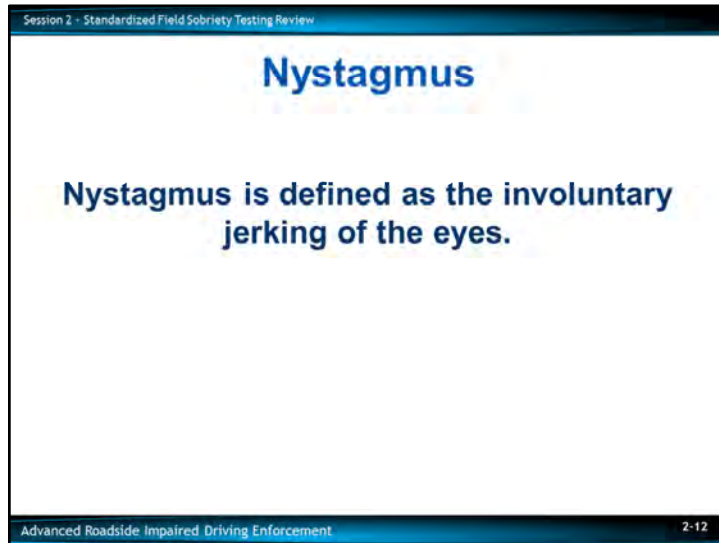 Session 2 - Standardized Field Sobriety Testing Review
Nystagmus
Nystagmus is defined as the involuntary
jerking of the eyes.
Advanced Roadside Impaired Driving Enforcement
2-12